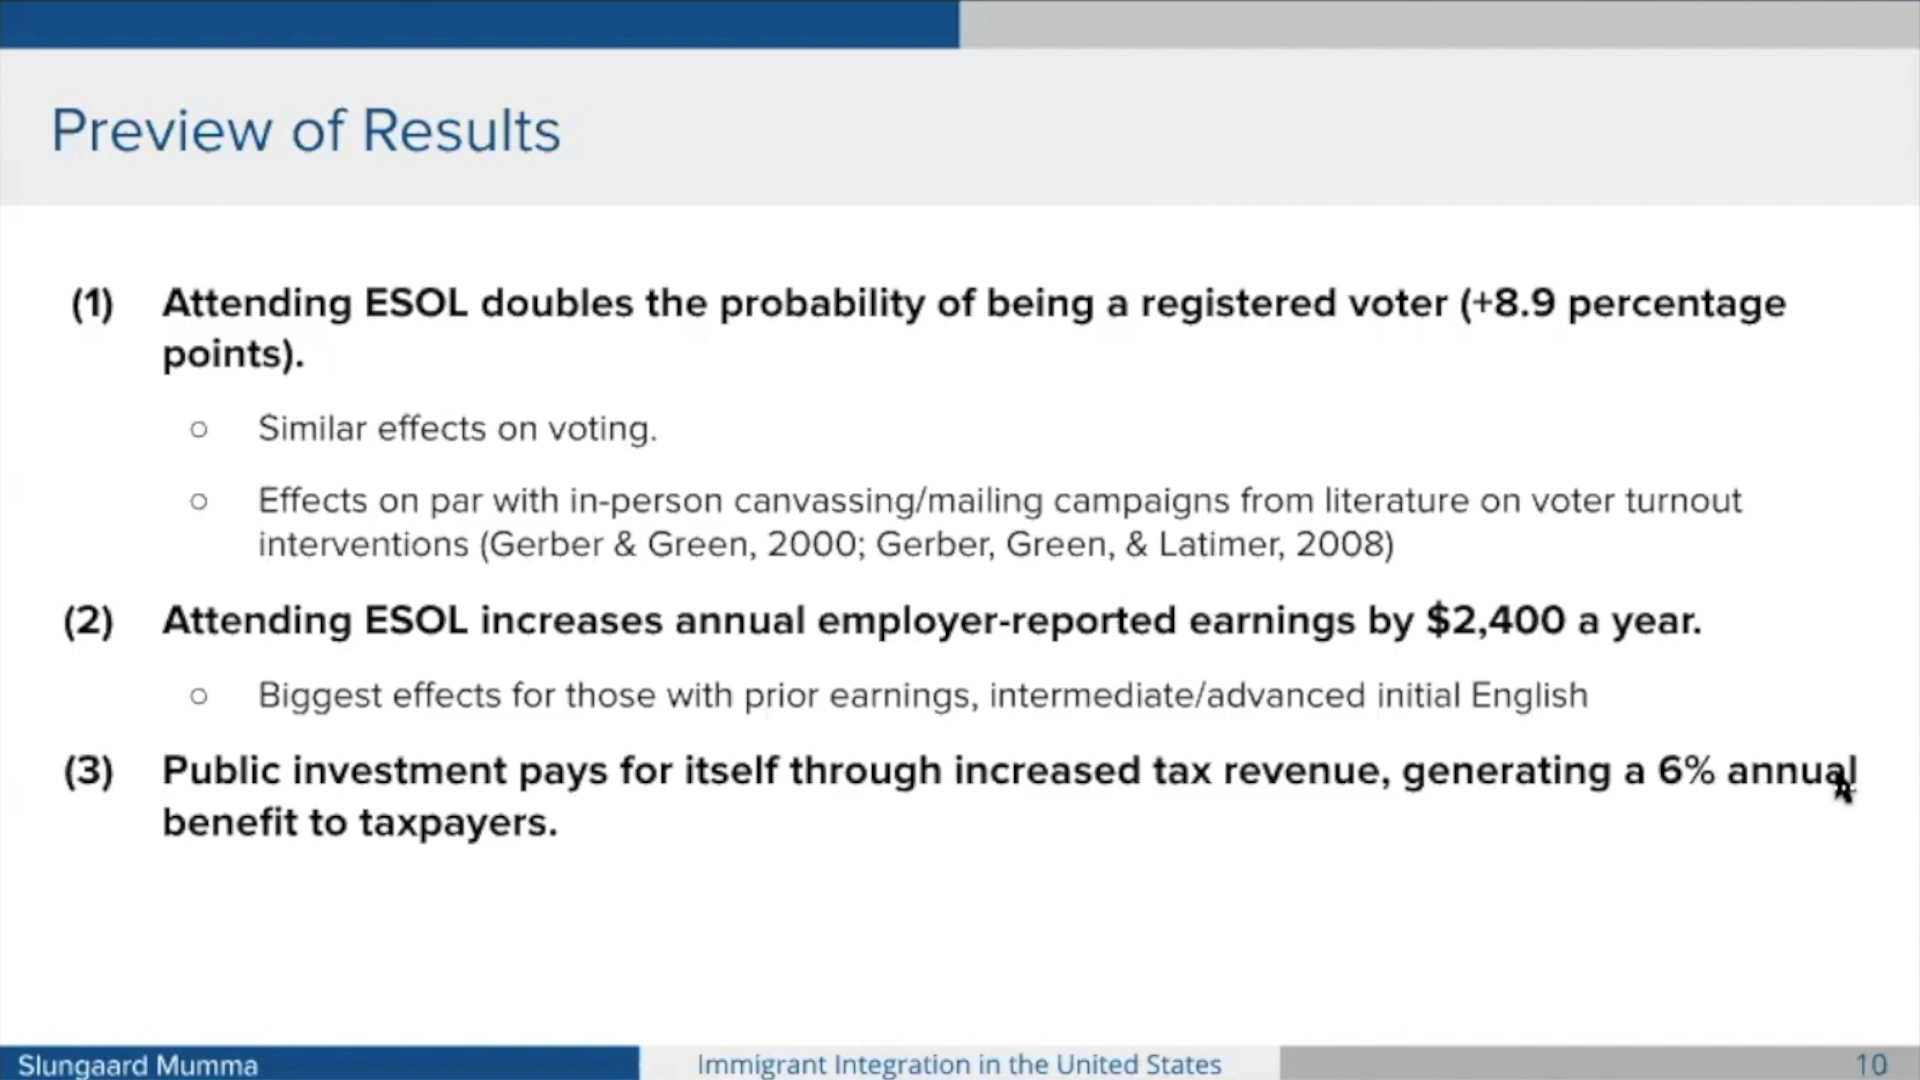 Preview of Results
(1) Attending ESOL doubles the probability of being a registered voter (+8.9 percentage
points).
○ Similar effects on voting.
○ Effects on par with in-person canvassing/mailing campaigns from literature on voter turnout
interventions (Gerber & Green, 2000; Gerber, Green, & Latimer, 2008)
(2) Attending ESOL increases annual employer-reported earnings by $2,400 a year.
○ Biggest effects for those with prior earnings, intermediate/advanced initial English
(3) Public investment pays for itself through increased tax revenue, generating a 6% annual
benefit to taxpayers.
Slungaard Mumma
Immigrant Integration in the United States
10